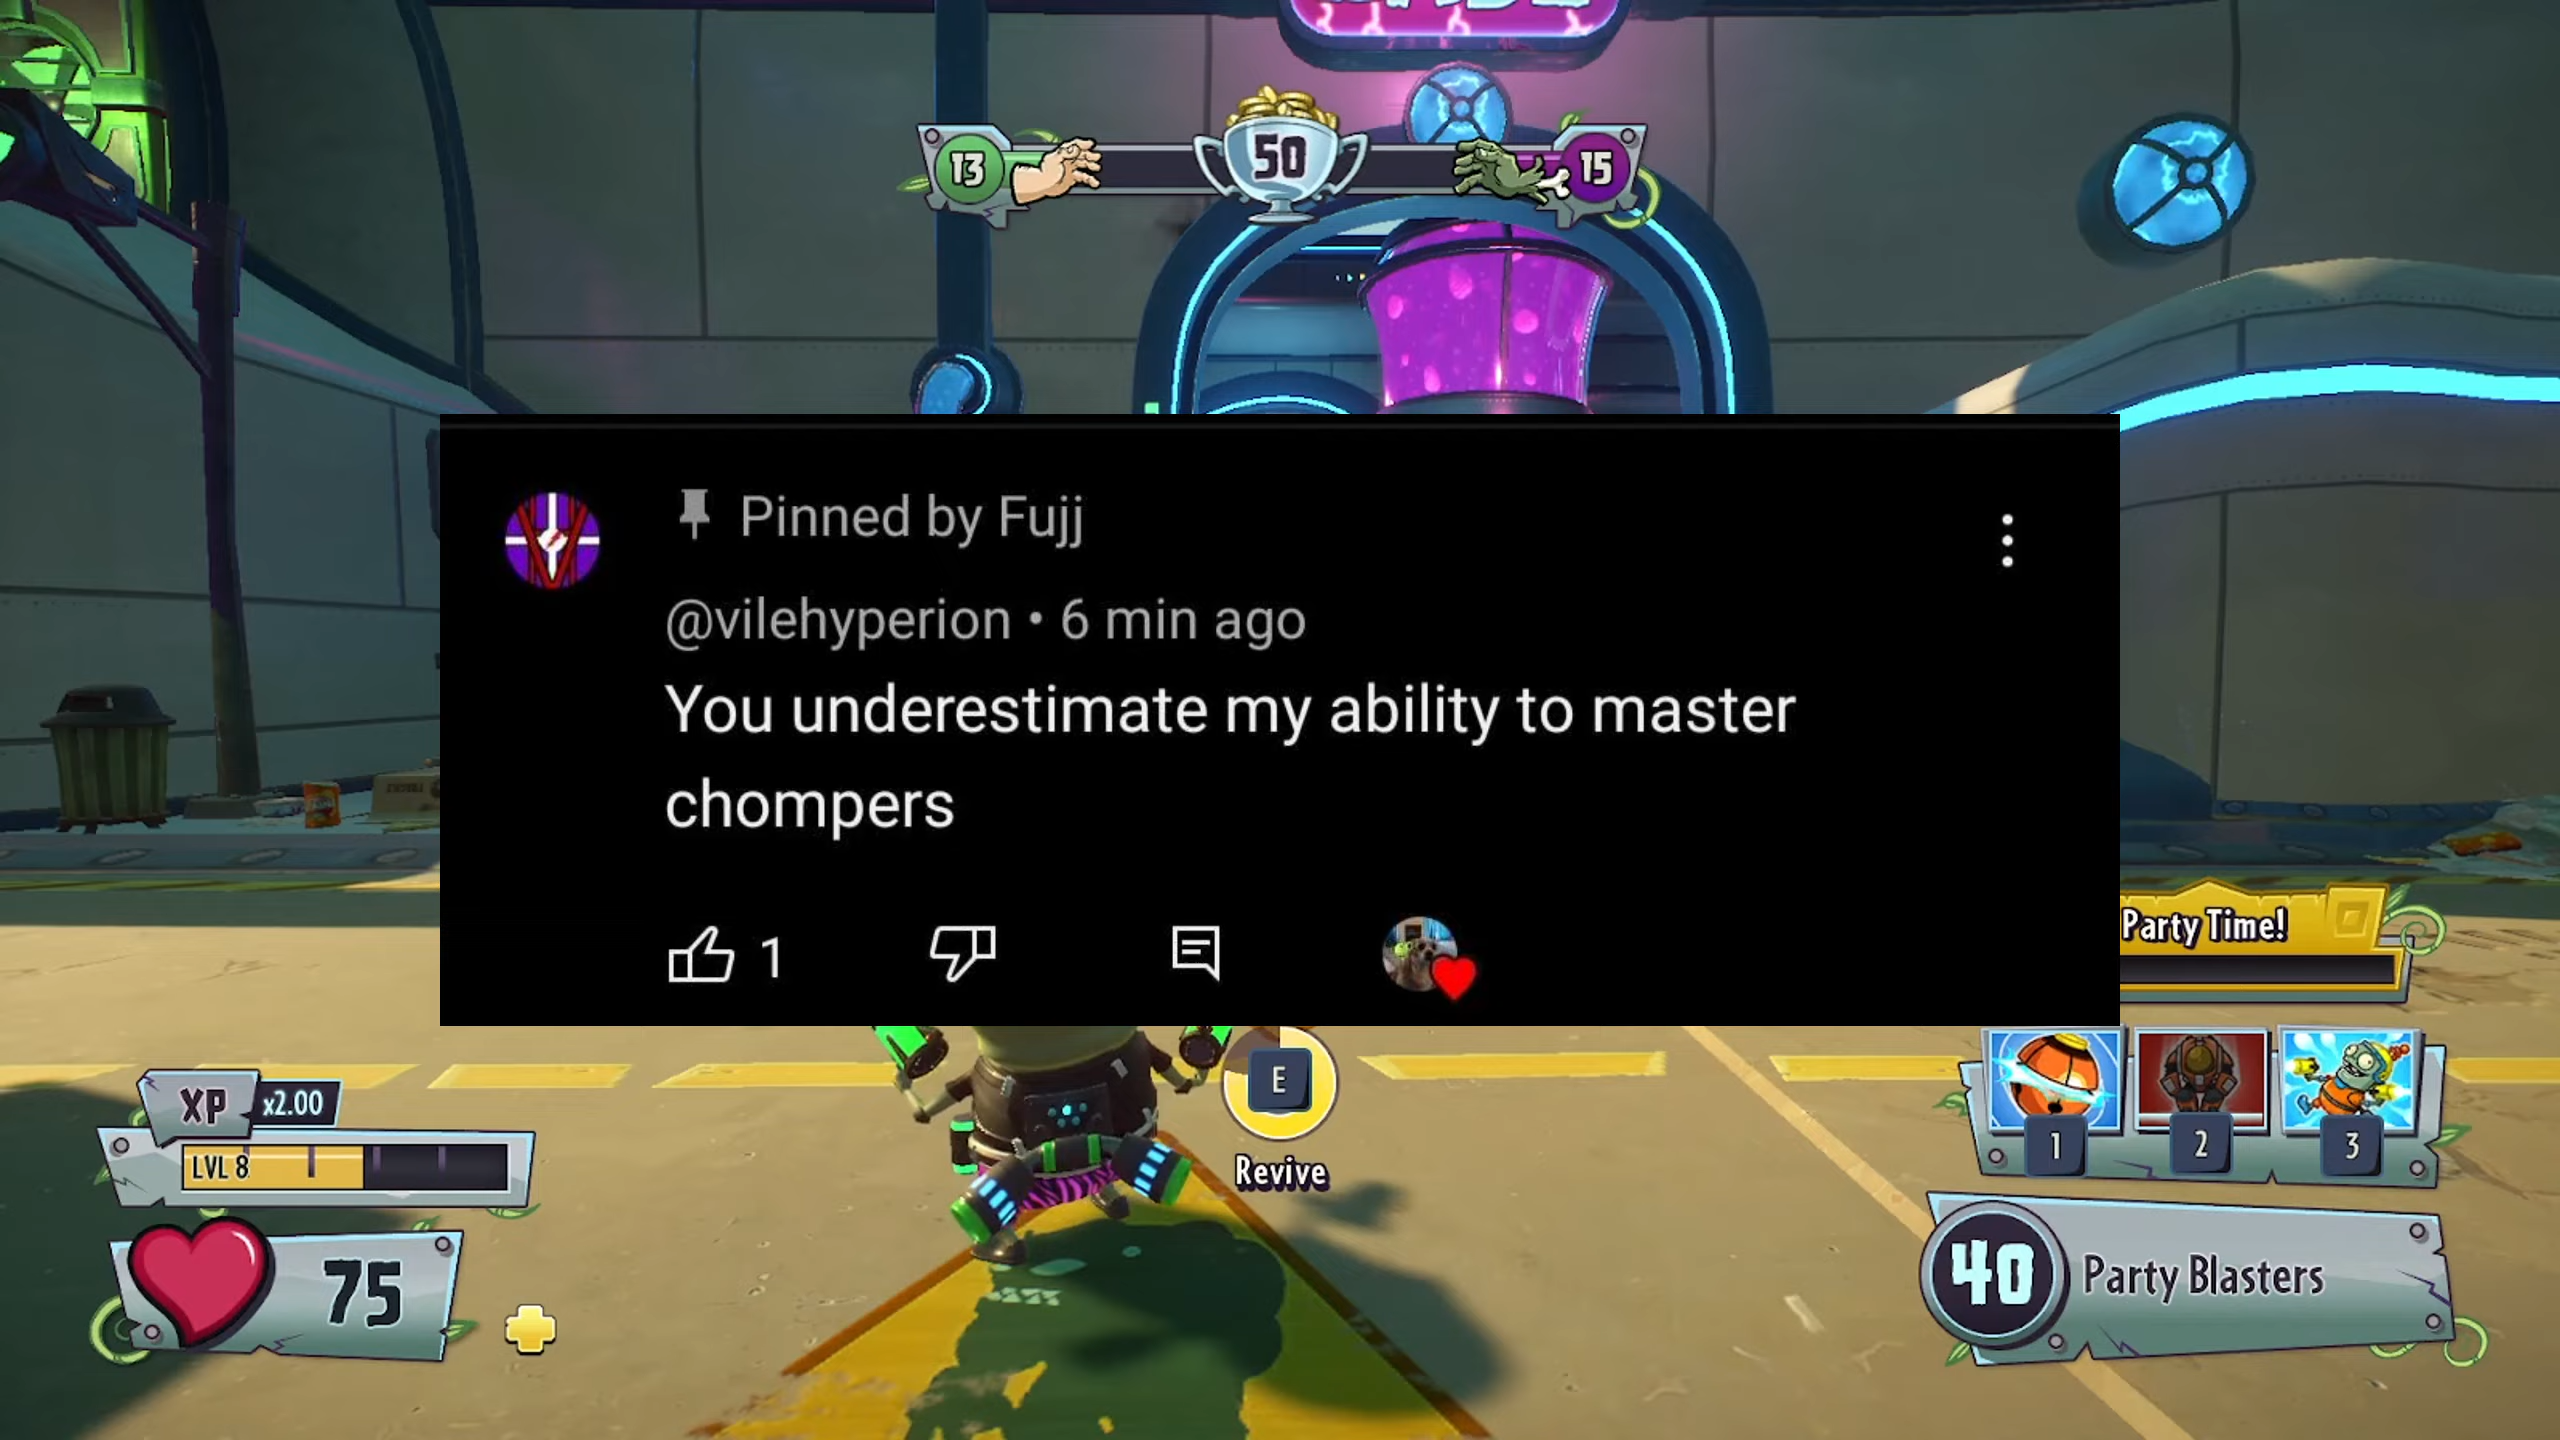 13
50
15
Pinned by Fujj
@vilehyperion • 6 min ago
You underestimate my ability to master
chompers
1
Party Time!
E
Revive
XP x2.00
LVL 8
75
1
2
3
40 Party Blasters